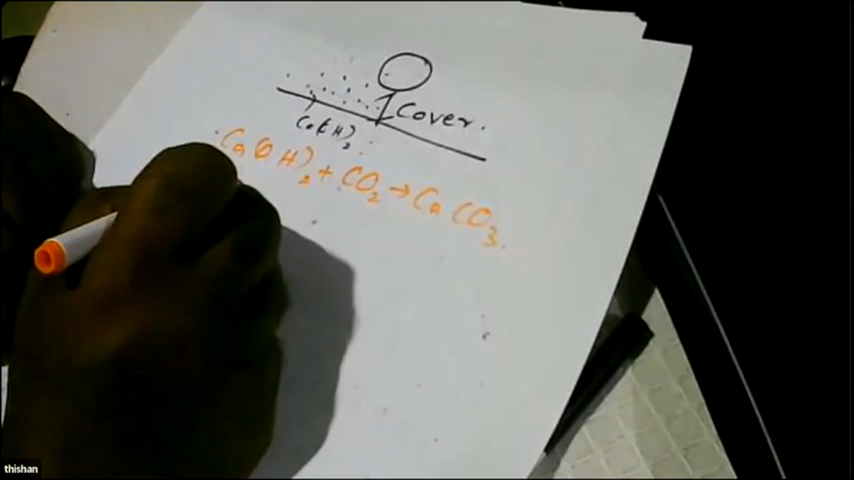 Cover.
Ca(OH)2
Ca(OH)2 + CO2 → CaCO3.
thishan